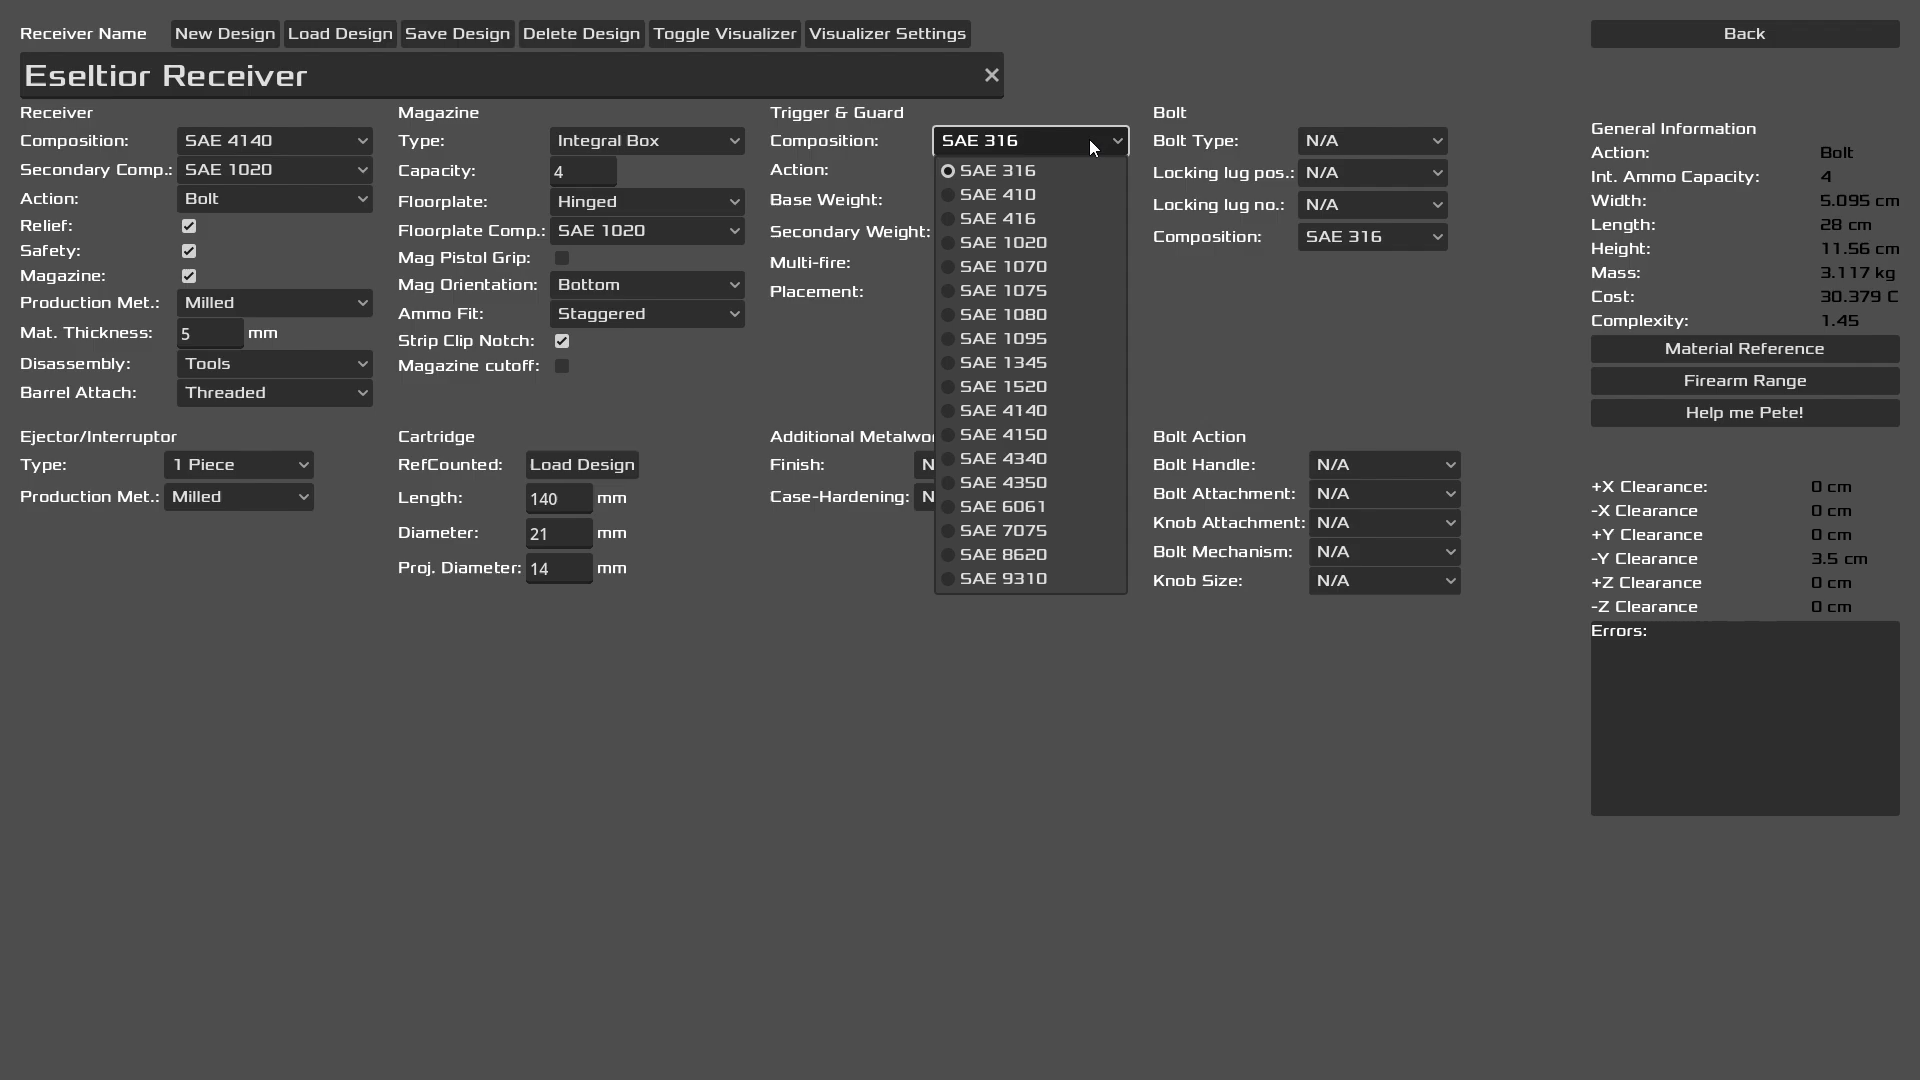 Receiver Name New Design Load Design Save Design Delete Design Toggle Visualizer Visualizer Settings Back
Eseltior Receiver ×
Receiver
Composition: SAE 4140
Secondary Comp.: SAE 1020
Action: Bolt
Relief:
Safety:
Magazine:
Production Met.: Milled
Mat. Thickness: 5 mm
Disassembly: Tools
Barrel Attach: Threaded
Magazine
Type: Integral Box
Capacity: 4
Floorplate: Hinged
Floorplate Comp.: SAE 1020
Mag Pistol Grip:
Mag Orientation: Bottom
Ammo Fit: Staggered
Strip Clip Notch:
Magazine cutoff:
Trigger & Guard
Composition: SAE 316
Action:
Base Weight:
Secondary Weight:
Multi-fire:
Placement:
SAE 316
SAE 410
SAE 416
SAE 1020
SAE 1070
SAE 1075
SAE 1080
SAE 1095
SAE 1345
SAE 1520
SAE 4140
SAE 4150
SAE 4340
SAE 4350
SAE 6061
SAE 7075
SAE 8620
SAE 9310
Bolt
Bolt Type: N/A
Locking lug pos.: N/A
Locking lug no.: N/A
Composition: SAE 316
Ejector/Interruptor
Type: 1 Piece
Production Met.: Milled
Cartridge
RefCounted: Load Design
Length: 140 mm
Diameter: 21 mm
Proj. Diameter: 14 mm
Additional Metalwo
Finish: N
Case-Hardening: N
Bolt Action
Bolt Handle: N/A
Bolt Attachment: N/A
Knob Attachment: N/A
Bolt Mechanism: N/A
Knob Size: N/A
General Information
Action: Bolt
Int. Ammo Capacity: 4
Width: 5.095 cm
Length: 28 cm
Height: 11.56 cm
Mass: 3.117 kg
Cost: 30.379 C
Complexity: 1.45
Material Reference
Firearm Range
Help me Pete!
+X Clearance: 0 cm
-X Clearance 0 cm
+Y Clearance 0 cm
-Y Clearance 3.5 cm
+Z Clearance 0 cm
-Z Clearance 0 cm
Errors: